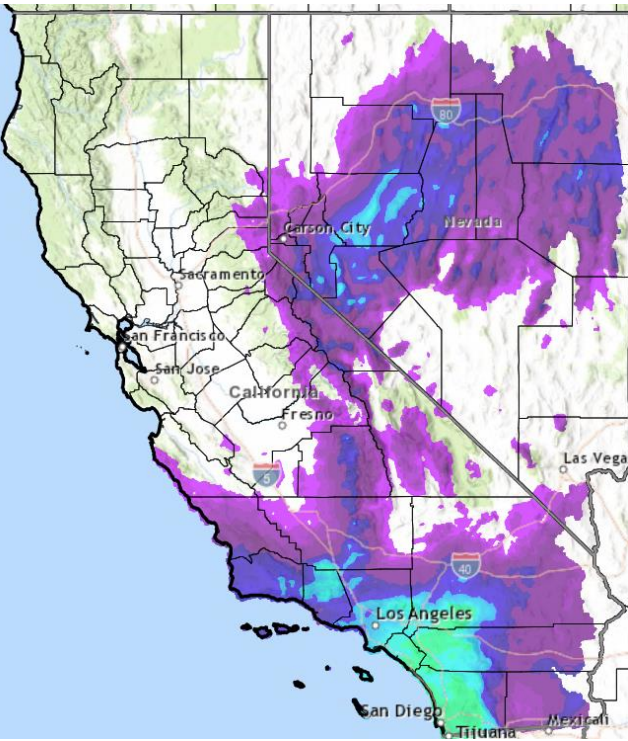 80
Carson City
Nevada
Sacramento
San Francisco
San Jose
California
Fresno
Las Vega
5
40
Los Angeles
San Diego
Tijuana
Mexicali